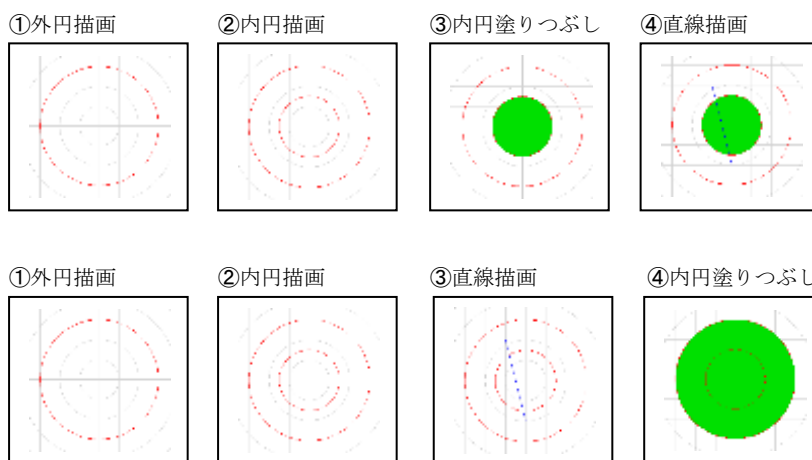 ①外円描画 ②内円描画 ③内円塗りつぶし ④直線描画
①外円描画 ②内円描画 ③直線描画 ④内円塗りつぶし